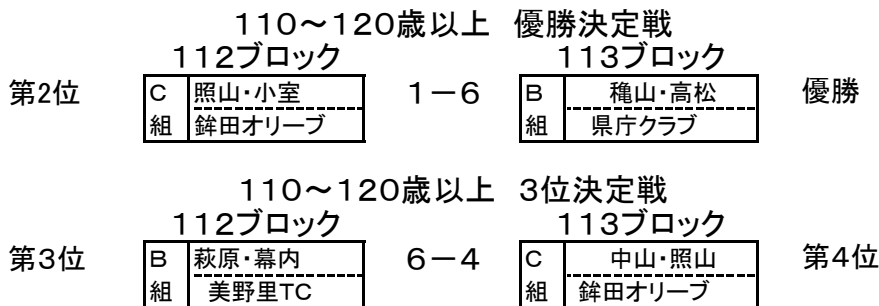 110～120歳以上 優勝決定戦
112ブロック 113ブロック
第2位 C 照山・小室 1－6 B 穐山・高松 優勝
組 鉾田オリーブ 組 県庁クラブ
110～120歳以上 3位決定戦
112ブロック 113ブロック
第3位 B 萩原・幕内 6－4 C 中山・照山 第4位
組 美野里TC 組 鉾田オリーブ